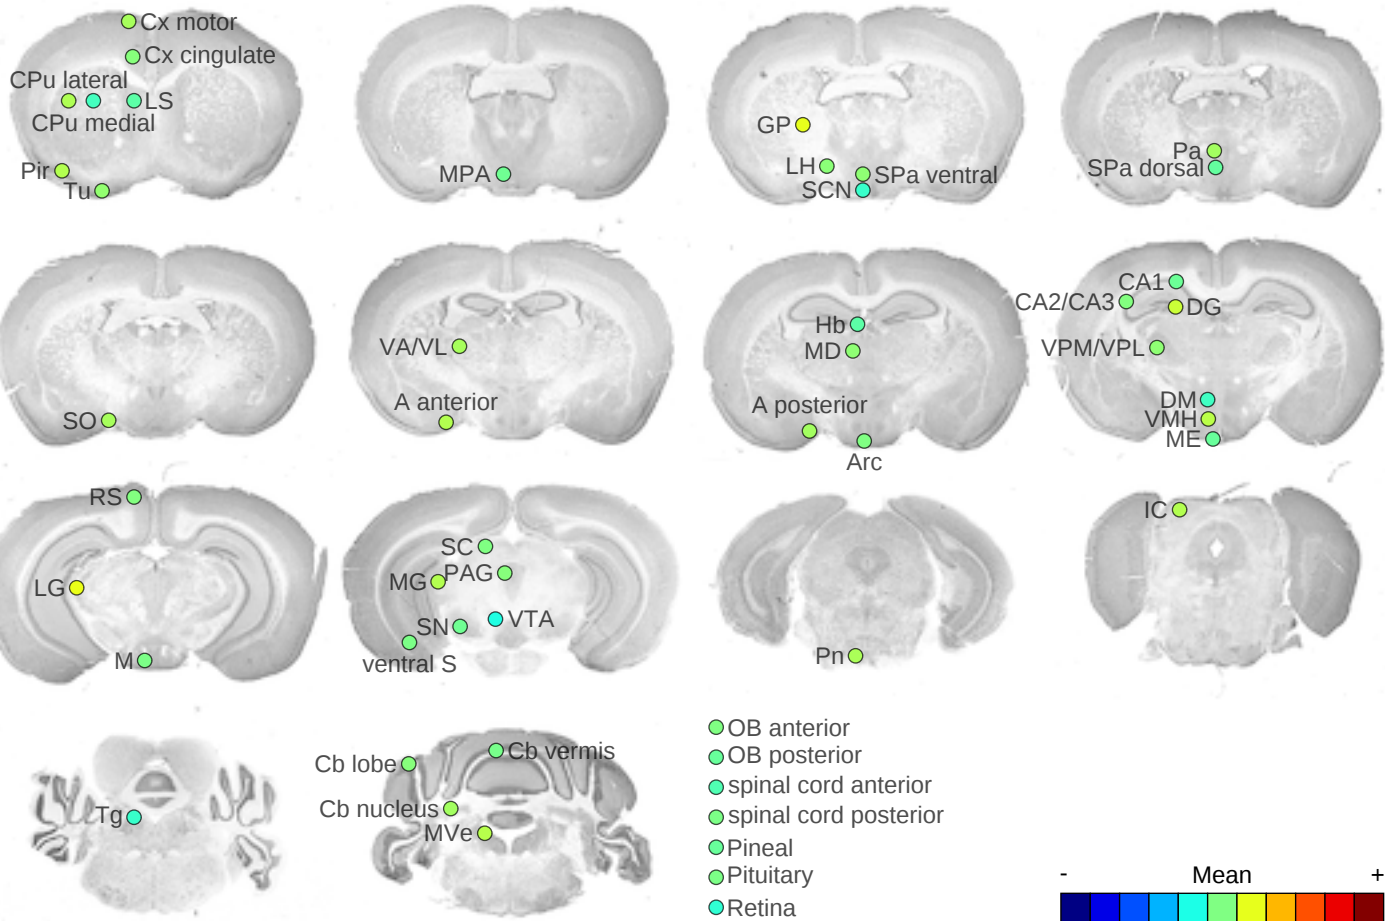 Cx motor
Cx cingulate
CPu lateral
LS
CPu medial
Pir
Tu
MPA
GP
LH
SPa ventral
SCN
Pa
SPa dorsal
SO
VA/VL
A anterior
Hb
MD
A posterior
Arc
CA1
CA2/CA3
DG
VPM/VPL
DM
VMH
ME
RS
LG
M
SC
MG
PAG
SN
VTA
ventral S
Pn
IC
Tg
Cb lobe
Cb vermis
Cb nucleus
MVe
OB anterior
OB posterior
spinal cord anterior
spinal cord posterior
Pineal
Pituitary
Retina
- Mean +